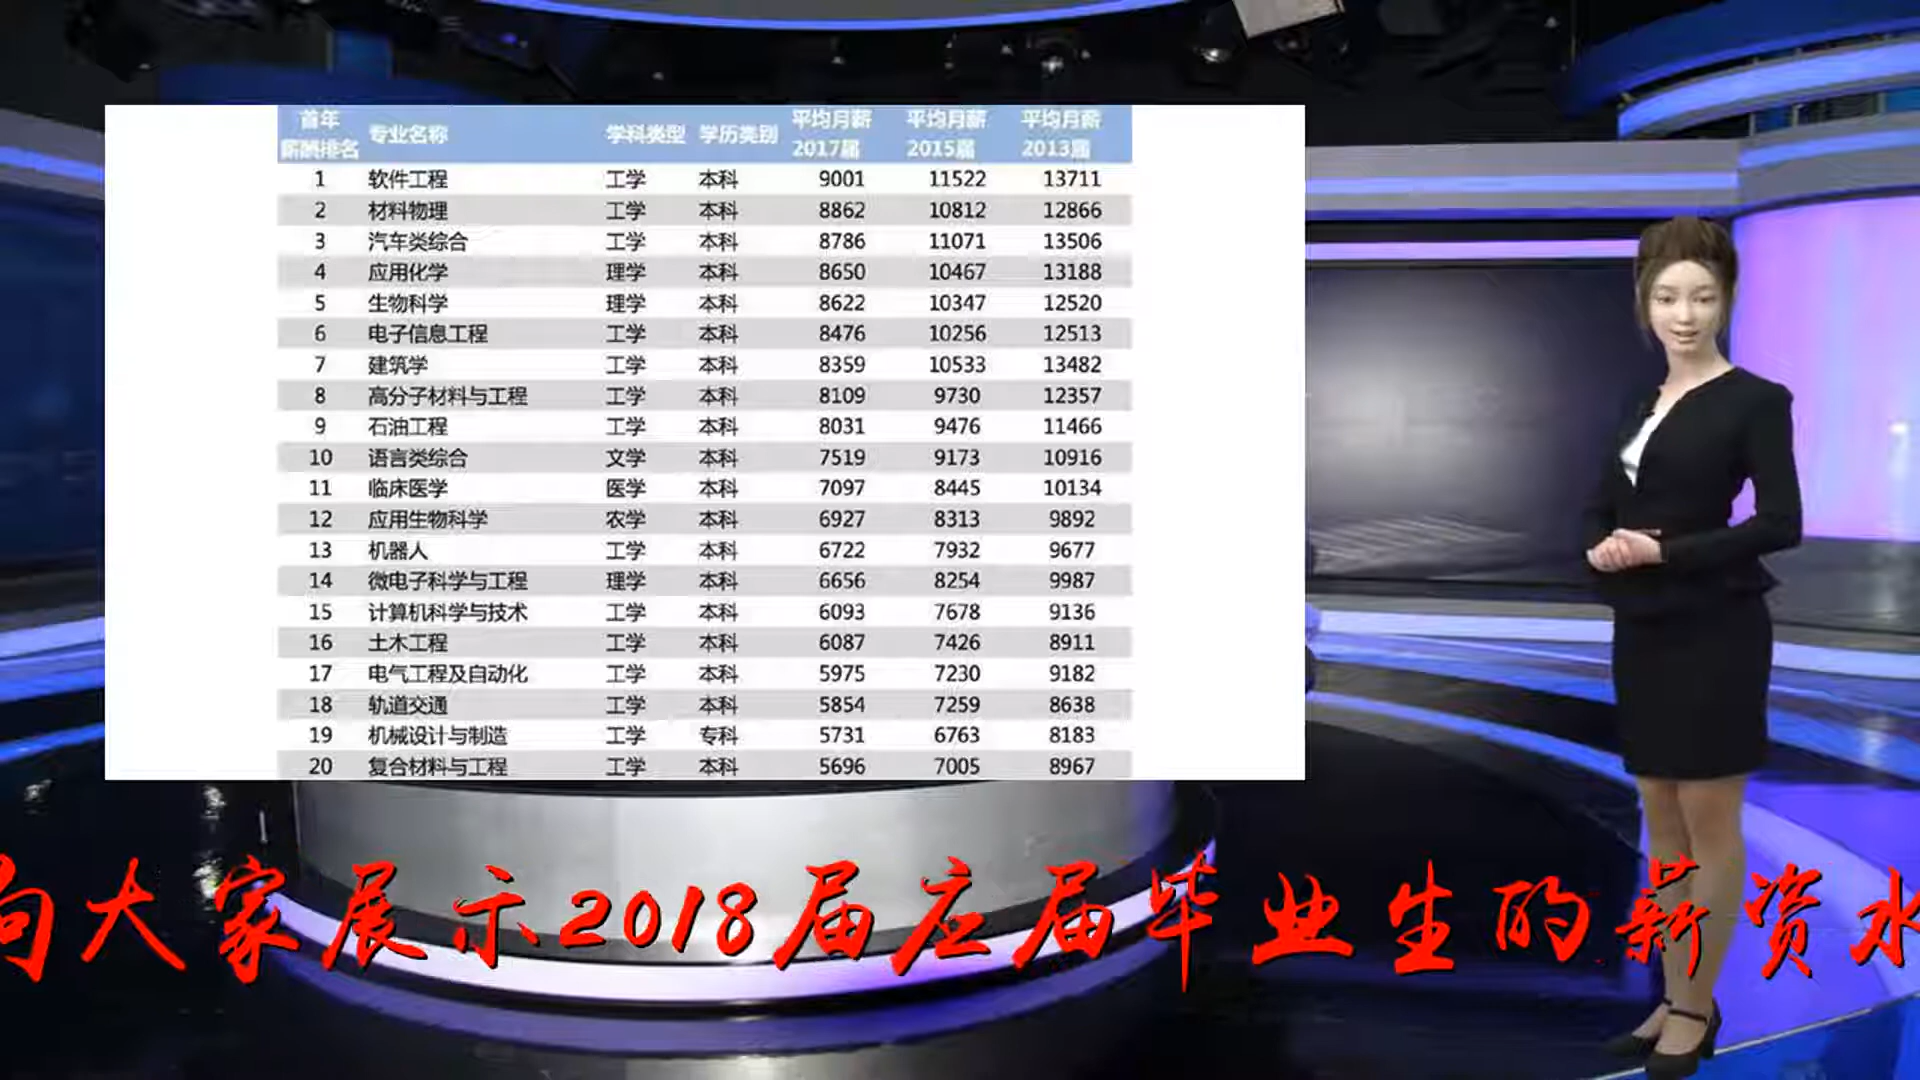 首年薪酬排名 专业名称 学科类型 学历类别 平均月薪2017届 平均月薪2015届 平均月薪2013届
1 软件工程 工学 本科 9001 11522 13711
2 材料物理 工学 本科 8862 10812 12866
3 汽车类综合 工学 本科 8786 11071 13506
4 应用化学 理学 本科 8650 10467 13188
5 生物科学 理学 本科 8622 10347 12520
6 电子信息工程 工学 本科 8476 10256 12513
7 建筑学 工学 本科 8359 10533 13482
8 高分子材料与工程 工学 本科 8109 9730 12357
9 石油工程 工学 本科 8031 9476 11466
10 语言类综合 文学 本科 7519 9173 10916
11 临床医学 医学 本科 7097 8445 10134
12 应用生物科学 农学 本科 6927 8313 9892
13 机器人 工学 本科 6722 7932 9677
14 微电子科学与工程 理学 本科 6656 8254 9987
15 计算机科学与技术 工学 本科 6093 7678 9136
16 土木工程 工学 本科 6087 7426 8911
17 电气工程及自动化 工学 本科 5975 7230 9182
18 轨道交通 工学 本科 5854 7259 8638
19 机械设计与制造 工学 专科 5731 6763 8183
20 复合材料与工程 工学 本科 5696 7005 8967
向大家展示2018届应届毕业生的薪资水